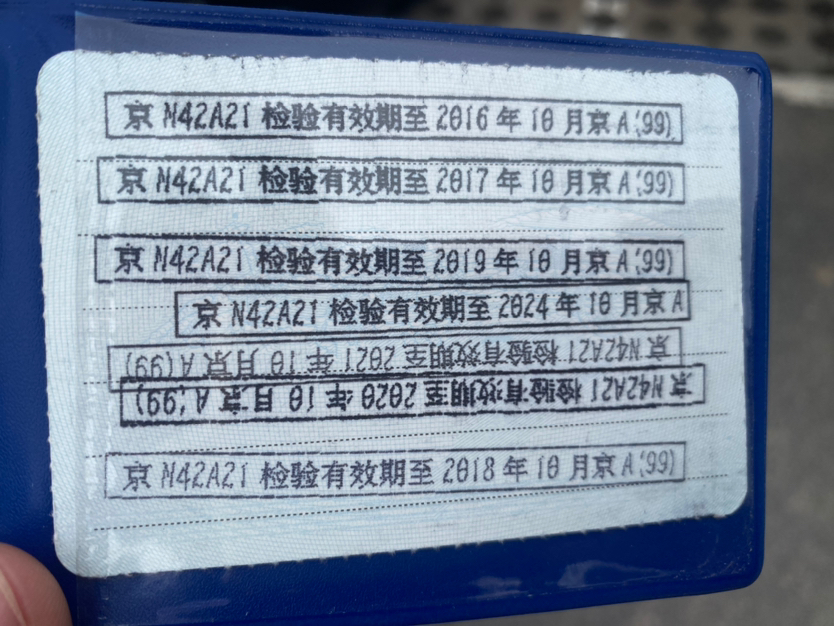 京 N42A21 检验有效期至 2016 年 10 月京 A(99)
京 N42A21 检验有效期至 2017 年 10 月京 A(99)
京 N42A21 检验有效期至 2019 年 10 月京 A(99)
京 N42A21 检验有效期至 2024 年 10 月京 A
京 N42A21 检验有效期至 2021 年 10 月京 A(99)
京 N42A21 检验有效期至 2020 年 10 月京 A(99)
京 N42A21 检验有效期至 2018 年 10 月京 A(99)